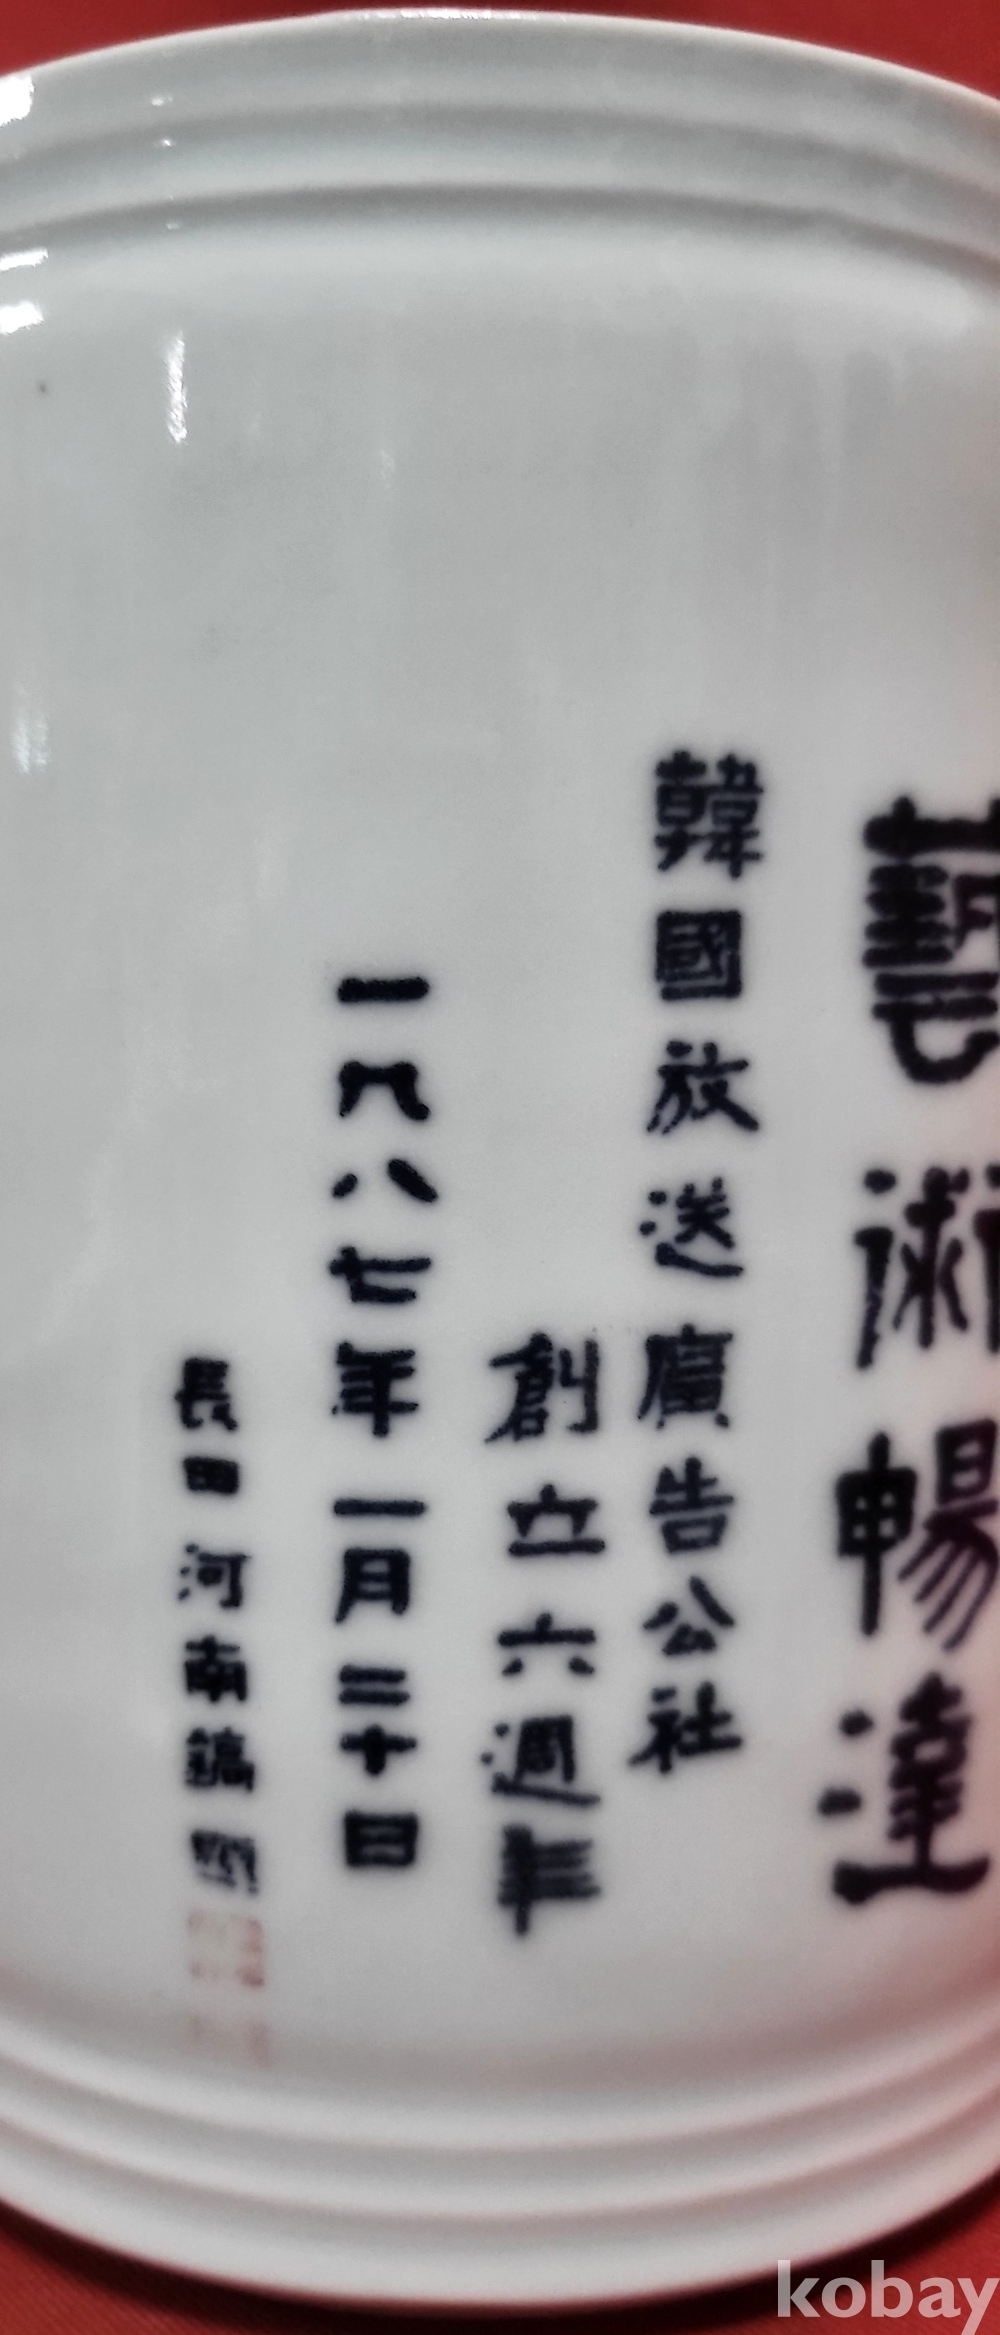 藝術暢達
韓國放送廣告公社
創立六週年
一九八七年一月二十日
長田 河南鎬
kobay